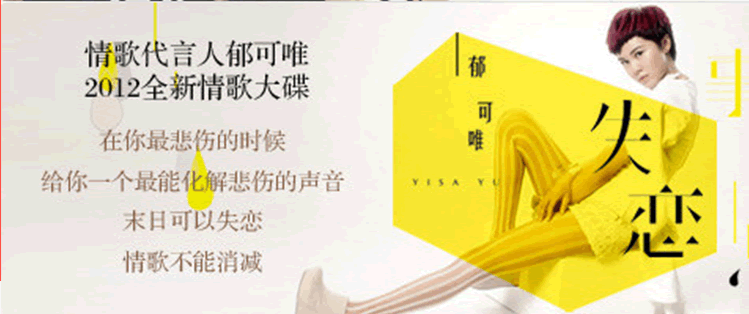 情歌代言人郁可唯
2012全新情歌大碟
在你最悲伤的时候
给你一个最能化解悲伤的声音
末日可以失恋
情歌不能消减
郁可唯
YISA YU
失恋